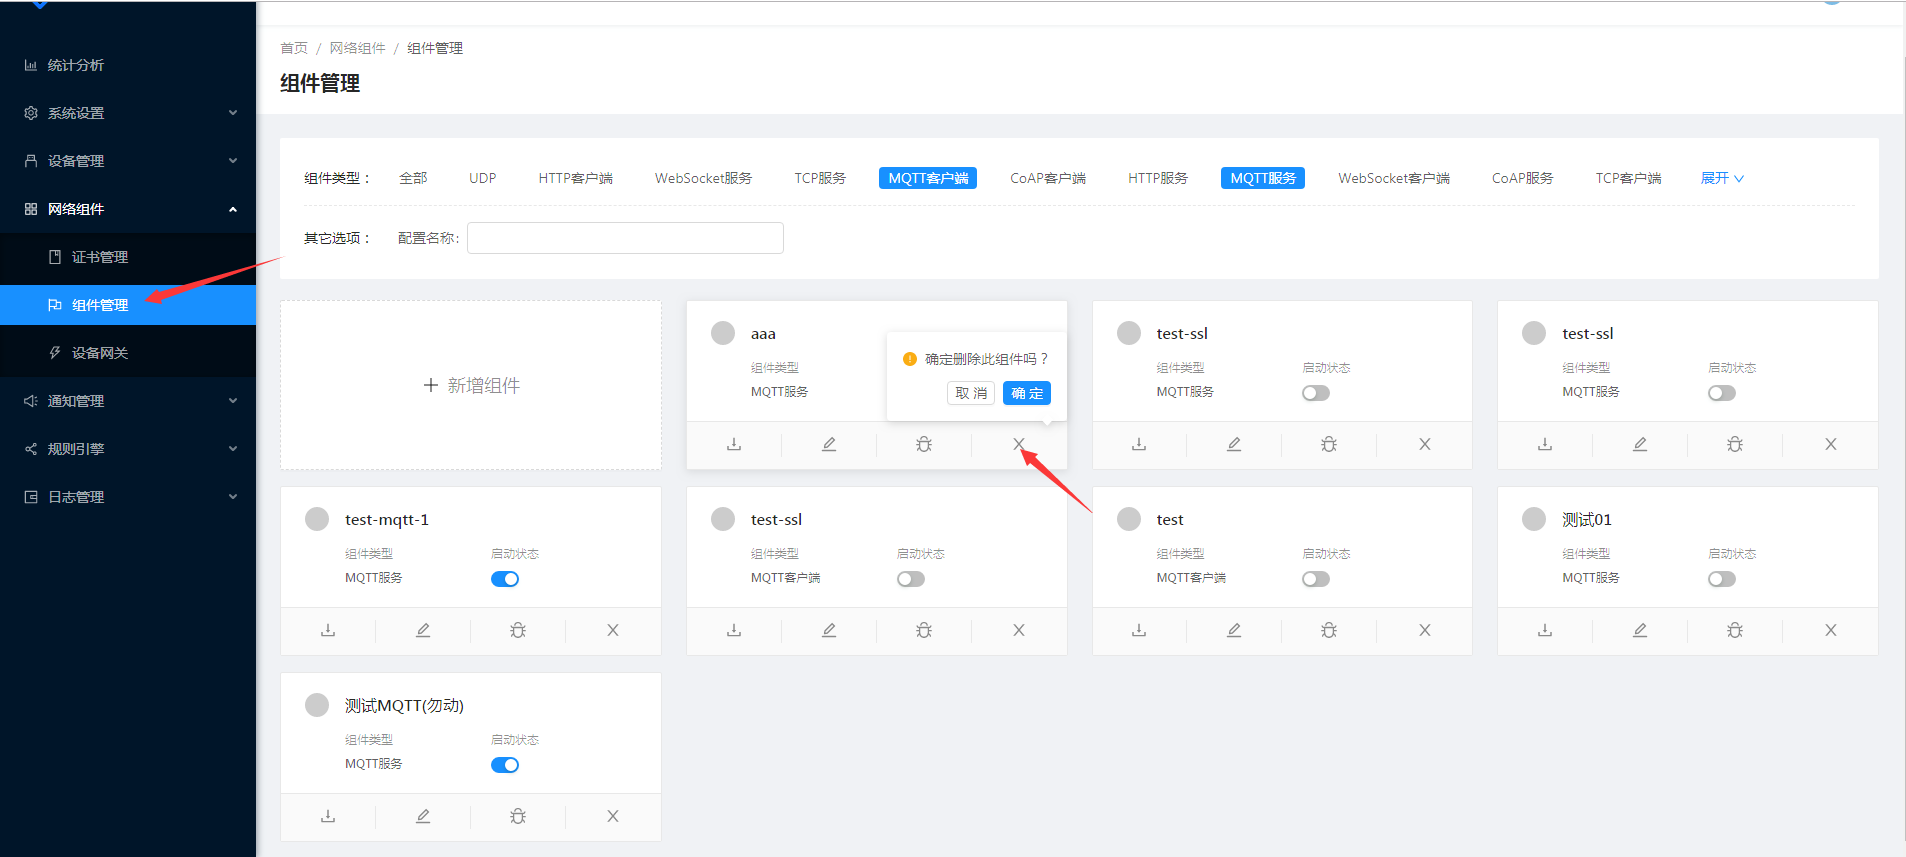 统计分析
系统设置
设备管理
网络组件
证书管理
组件管理
设备网关
通知管理
规则引擎
日志管理
首页 / 网络组件 / 组件管理
组件管理
组件类型： 全部 UDP HTTP客户端 WebSocket服务 TCP服务 MQTT客户端 CoAP客户端 HTTP服务 MQTT服务 WebSocket客户端 CoAP服务 TCP客户端 展开
其它选项： 配置名称:
+ 新增组件
aaa
组件类型
MQTT服务
确定删除此组件吗？
取 消 确 定
test-ssl
组件类型 启动状态
MQTT服务
test-ssl
组件类型 启动状态
MQTT服务
test-mqtt-1
组件类型 启动状态
MQTT服务
test-ssl
组件类型 启动状态
MQTT客户端
test
组件类型 启动状态
MQTT客户端
测试01
组件类型 启动状态
MQTT服务
测试MQTT(勿动)
组件类型 启动状态
MQTT服务